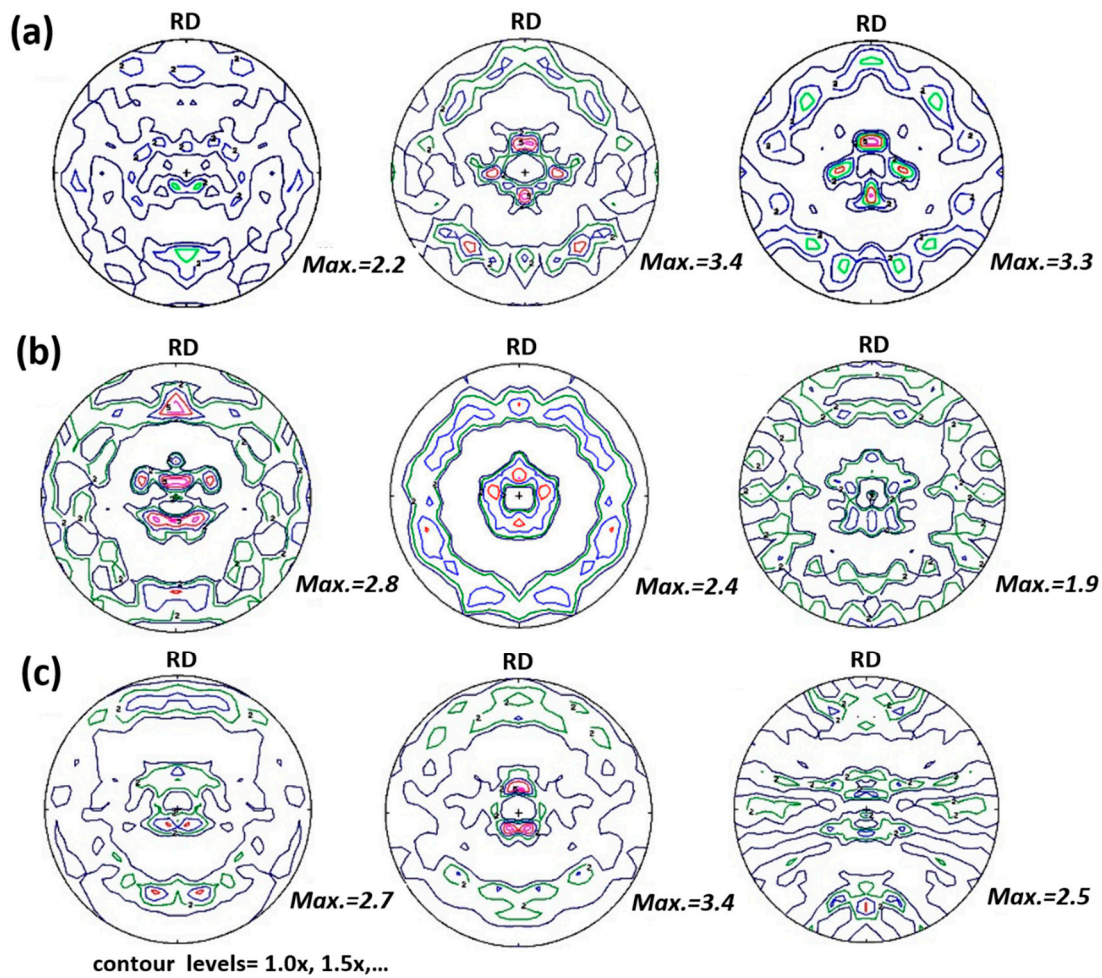 (a)
RD RD RD
Max.=2.2 Max.=3.4 Max.=3.3
(b)
RD RD RD
Max.=2.8 Max.=2.4 Max.=1.9
(c)
RD RD RD
Max.=2.7 Max.=3.4 Max.=2.5
contour levels= 1.0x, 1.5x,...